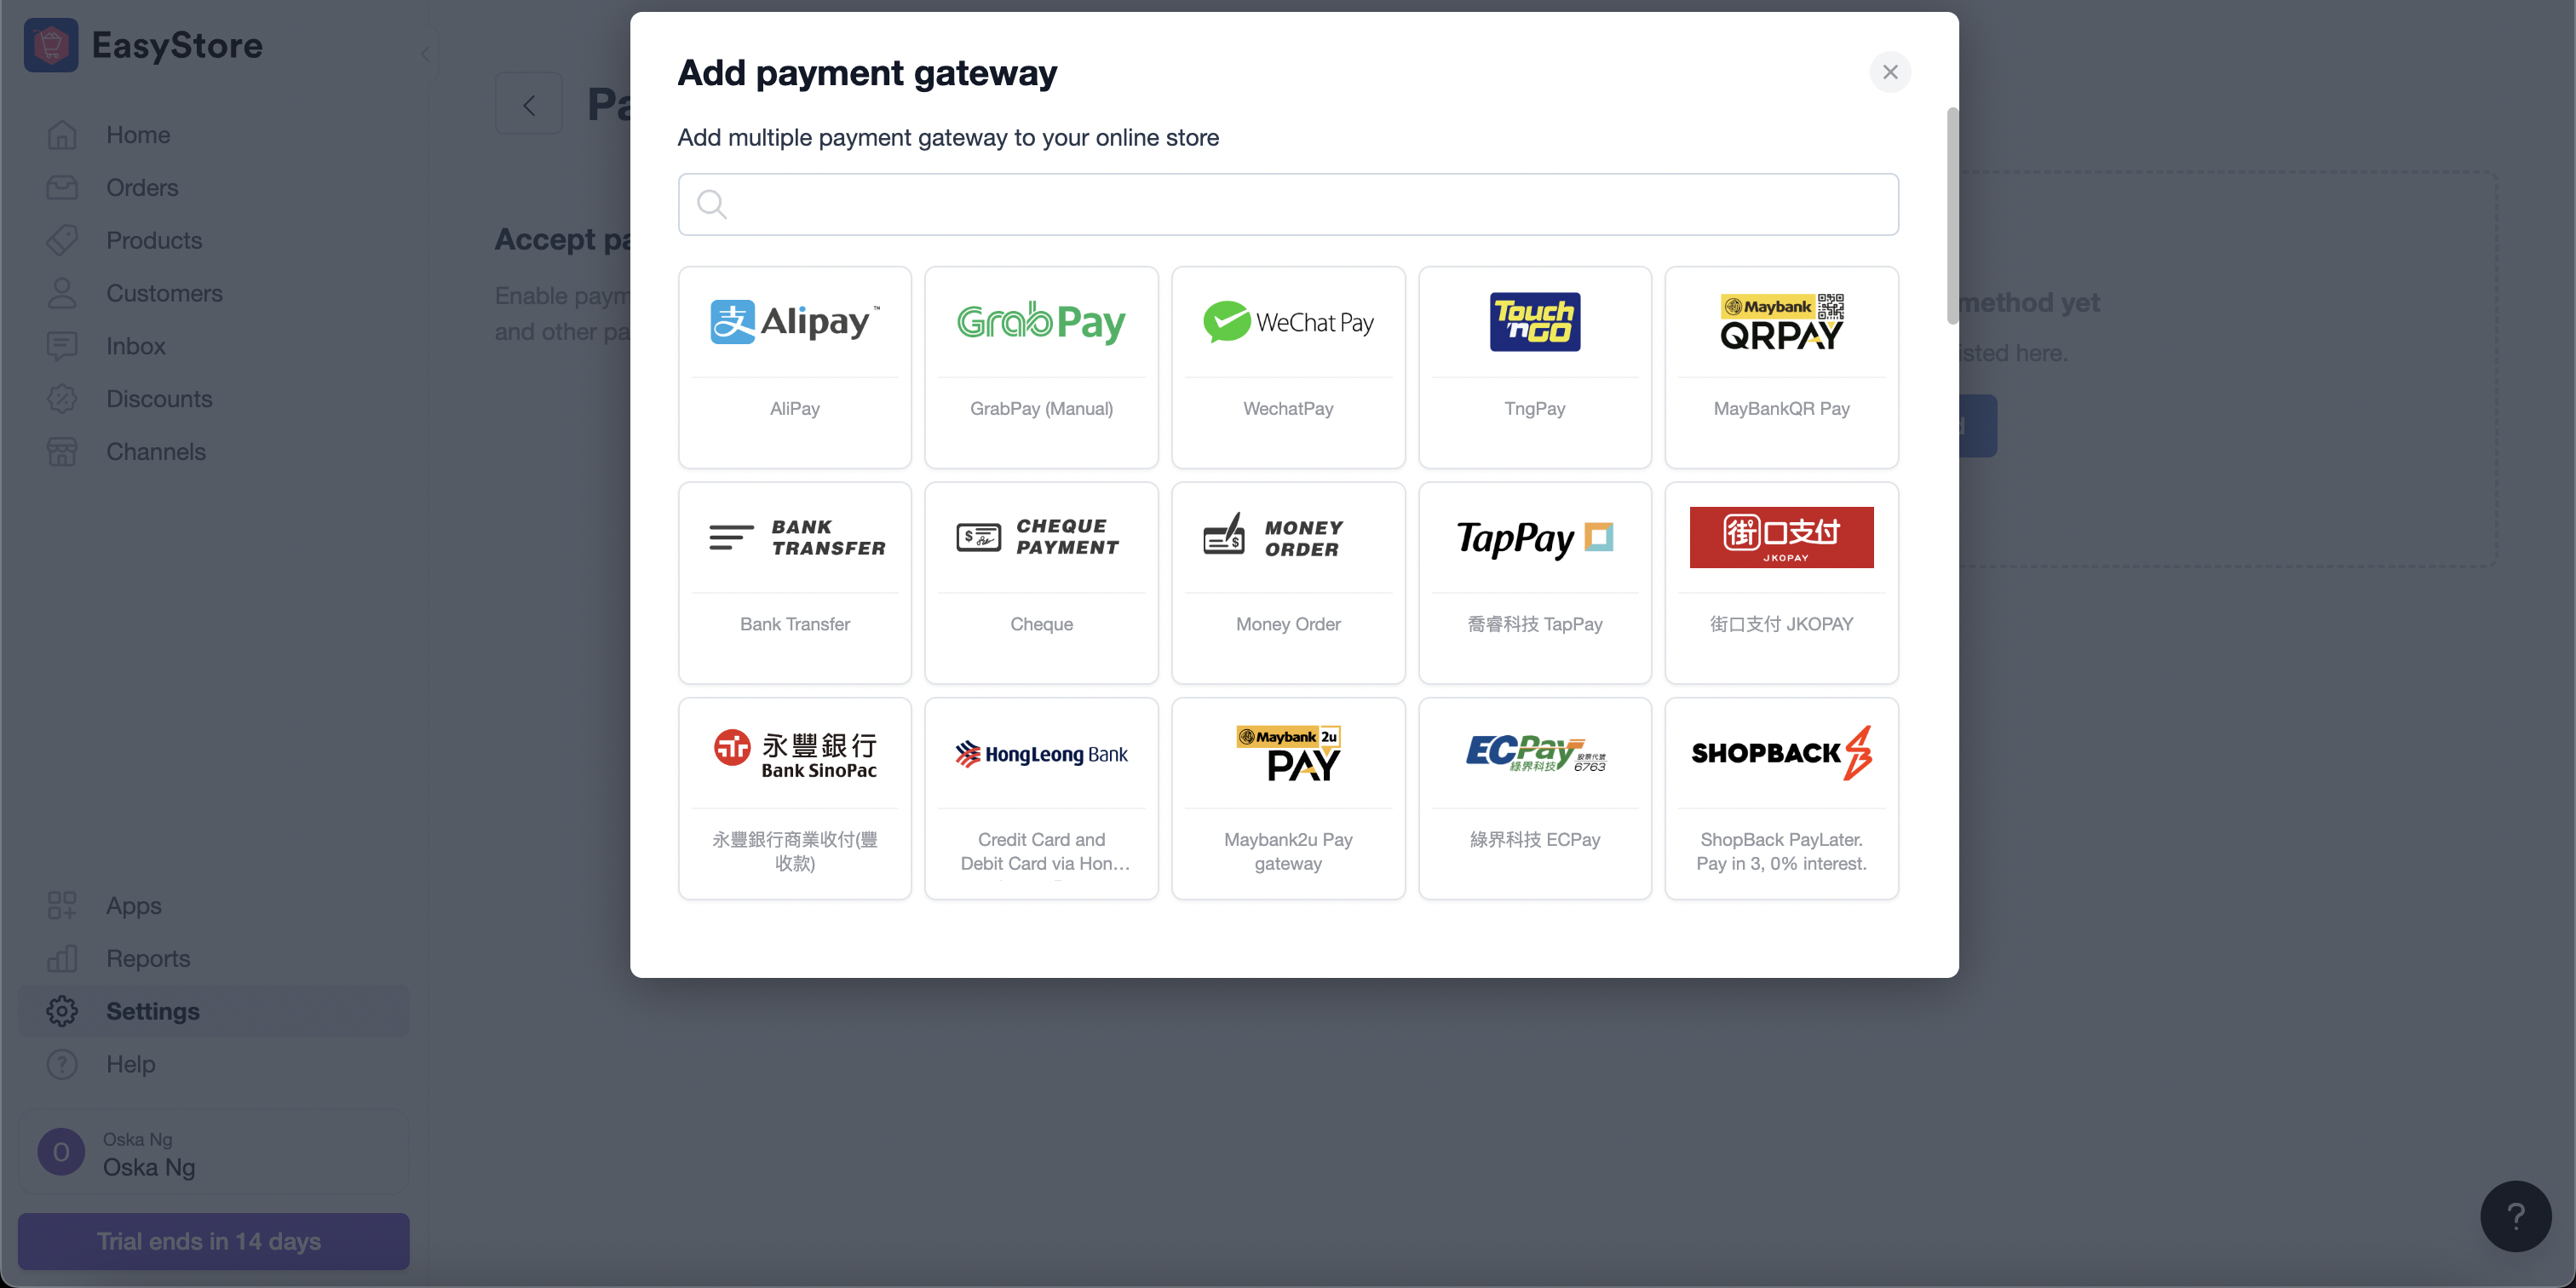 EasyStore
Home
Orders
Products
Customers
Inbox
Discounts
Channels
Apps
Reports
Settings
Help
O
Oska Ng
Oska Ng
Trial ends in 14 days
Pa
Accept pa
Enable paym
and other pa
method yet
isted here.
Add payment gateway
Add multiple payment gateway to your online store
支 Alipay™
GrabPay
WeChat Pay
Touch 'n GO
Maybank
QRPAY
AliPay
GrabPay (Manual)
WechatPay
TngPay
MayBankQR Pay
BANK
TRANSFER
$
CHEQUE
PAYMENT
$
MONEY
ORDER
TapPay
街口支付
JKOPAY
Bank Transfer
Cheque
Money Order
喬睿科技 TapPay
街口支付 JKOPAY
永豐銀行
Bank SinoPac
HongLeong Bank
Maybank 2u
PAY
ECPay
綠界科技
股票代號
6763
SHOPBACK
永豐銀行商業收付(豐
收款)
Credit Card and
Debit Card via Hon...
Maybank2u Pay
gateway
綠界科技 ECPay
ShopBack PayLater.
Pay in 3, 0% interest.
?